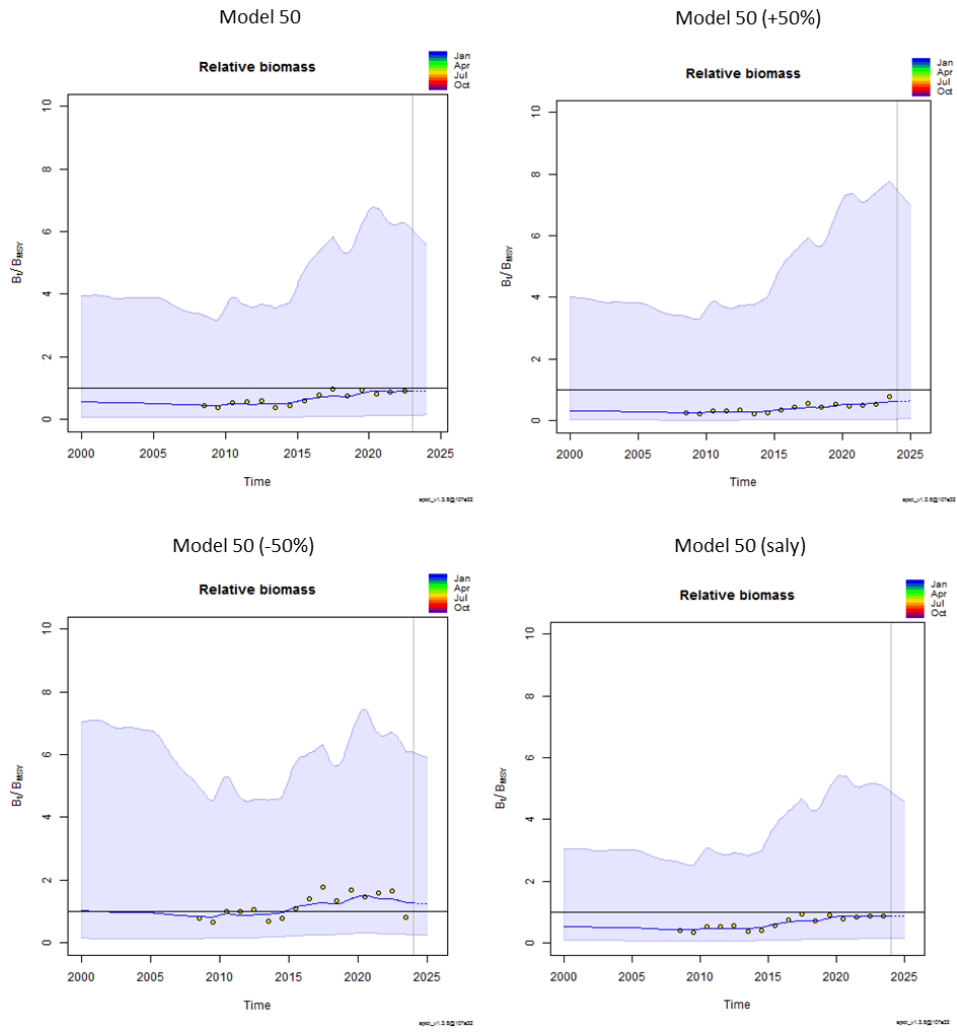 Model 50
Relative biomass
Jan
Apr
Jul
Oct
10
8
6
4
2
0
Bt/BMSY
2000 2005 2010 2015 2020 2025
Time
Model 50 (+50%)
Relative biomass
Jan
Apr
Jul
Oct
10
8
6
4
2
0
Bt/BMSY
2000 2005 2010 2015 2020 2025
Time
Model 50 (-50%)
Relative biomass
Jan
Apr
Jul
Oct
10
8
6
4
2
0
Bt/BMSY
2000 2005 2010 2015 2020 2025
Time
Model 50 (saly)
Relative biomass
Jan
Apr
Jul
Oct
10
8
6
4
2
0
Bt/BMSY
2000 2005 2010 2015 2020 2025
Time